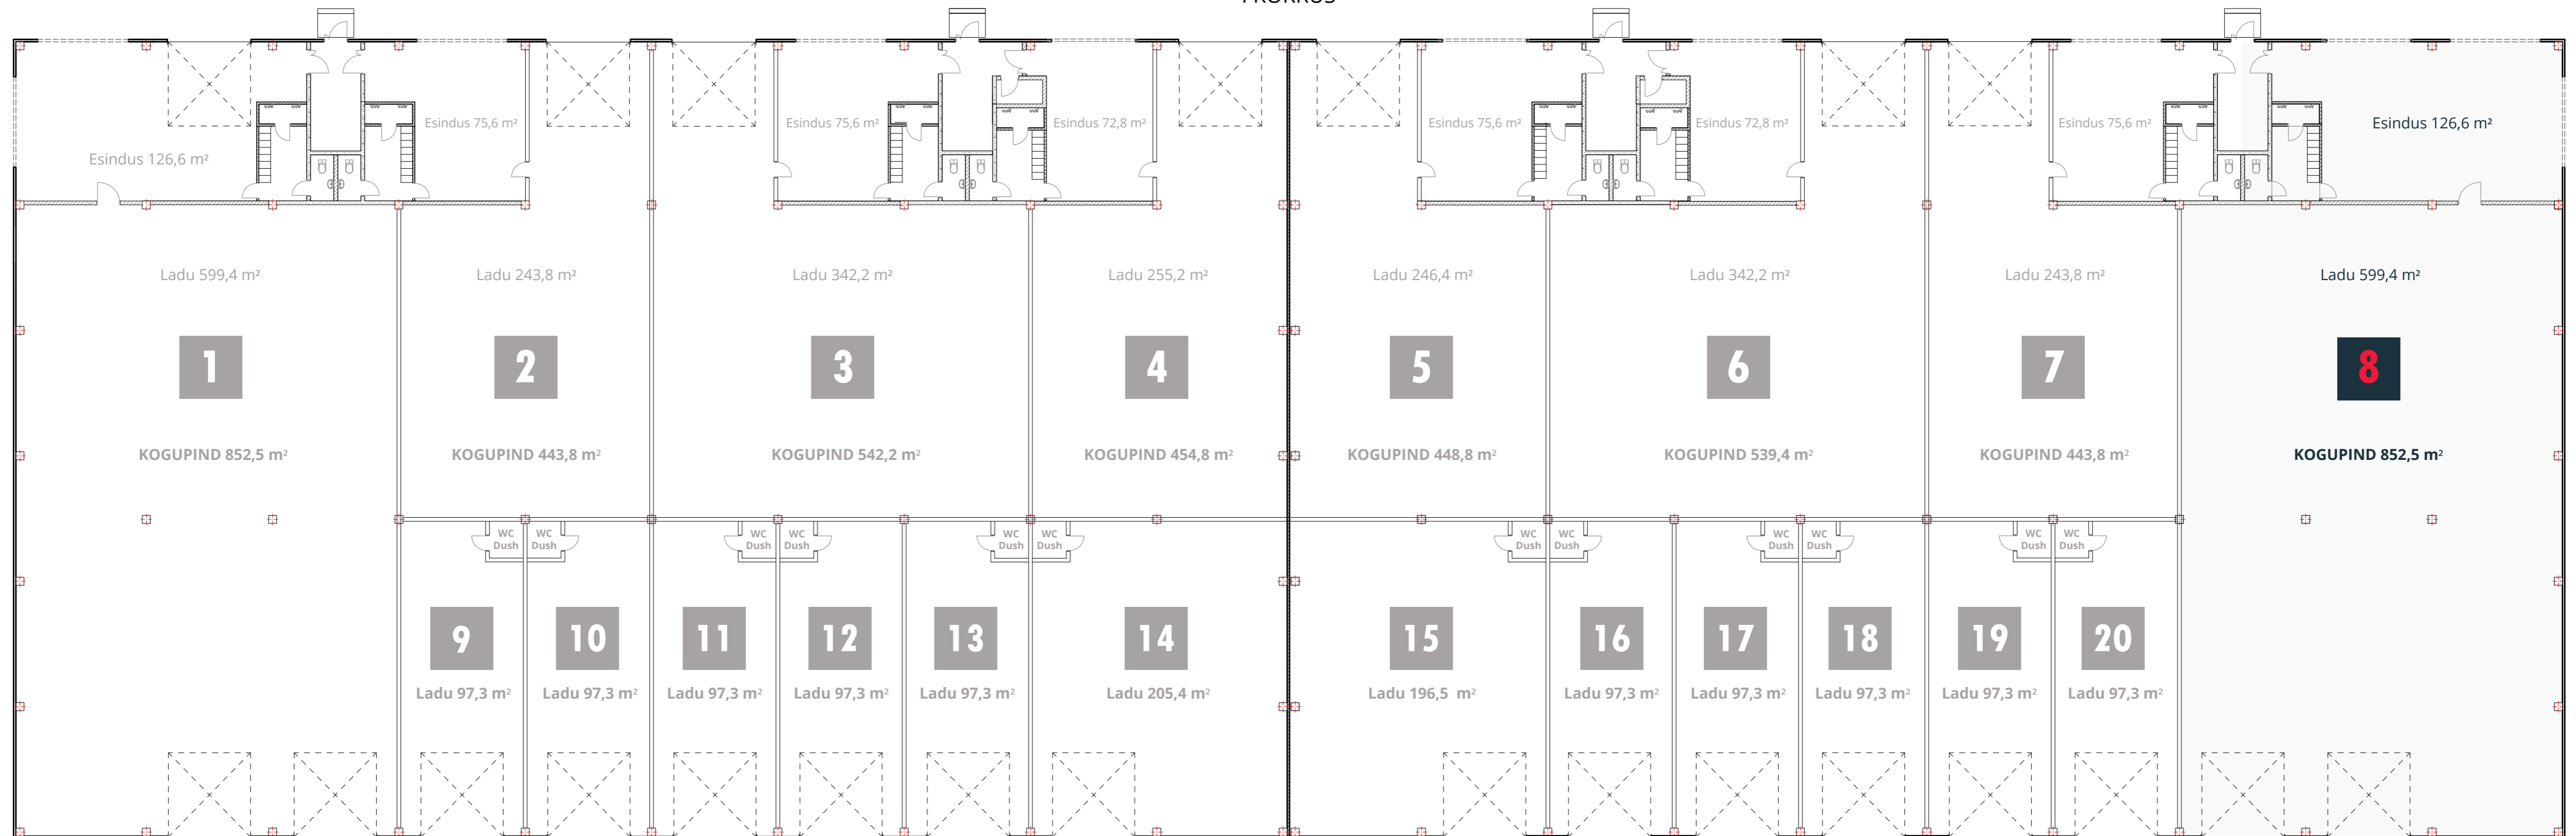 Esindus 126,6 m²
Esindus 75,6 m²
Esindus 75,6 m²
Esindus 72,8 m²
Esindus 75,6 m²
Esindus 72,8 m²
Esindus 75,6 m²
Esindus 126,6 m²
Ladu 599,4 m²
Ladu 243,8 m²
Ladu 342,2 m²
Ladu 255,2 m²
Ladu 246,4 m²
Ladu 342,2 m²
Ladu 243,8 m²
Ladu 599,4 m²
1
2
3
4
5
6
7
8
KOGUPIND 852,5 m²
KOGUPIND 443,8 m²
KOGUPIND 542,2 m²
KOGUPIND 454,8 m²
KOGUPIND 448,8 m²
KOGUPIND 539,4 m²
KOGUPIND 443,8 m²
KOGUPIND 852,5 m²
WC
Dush
WC
Dush
WC
Dush
WC
Dush
WC
Dush
WC
Dush
WC
Dush
WC
Dush
WC
Dush
WC
Dush
WC
Dush
WC
Dush
9
10
11
12
13
14
15
16
17
18
19
20
Ladu 97,3 m²
Ladu 97,3 m²
Ladu 97,3 m²
Ladu 97,3 m²
Ladu 97,3 m²
Ladu 205,4 m²
Ladu 196,5 m²
Ladu 97,3 m²
Ladu 97,3 m²
Ladu 97,3 m²
Ladu 97,3 m²
Ladu 97,3 m²